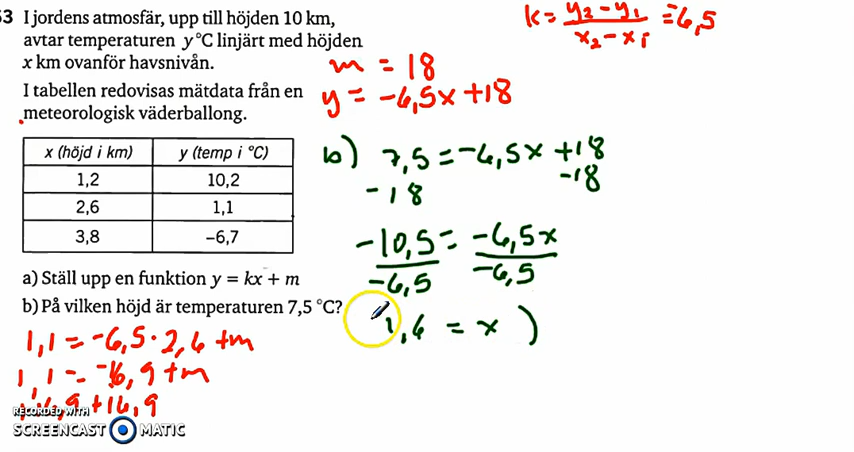 53 I jordens atmosfär, upp till höjden 10 km,
avtar temperaturen y °C linjärt med höjden
x km ovanför havsnivån.
I tabellen redovisas mätdata från en
meteorologisk väderballong.
x (höjd i km) y (temp i °C)
1,2 10,2
2,6 1,1
3,8 –6,7
a) Ställ upp en funktion y = kx + m
b) På vilken höjd är temperaturen 7,5 °C?
1,1 = -6,5 · 2,6 + m
1,1 = -16,9 + m
+16,9 +16,9
k = y2 - y1 / x2 - x1 = -6,5
m = 18
y = -6,5x + 18
b) 7,5 = -6,5x + 18
-18 -18
-10,5 = -6,5x
-6,5 -6,5
1,6 = x )
RECORDED WITH
SCREENCAST MATIC